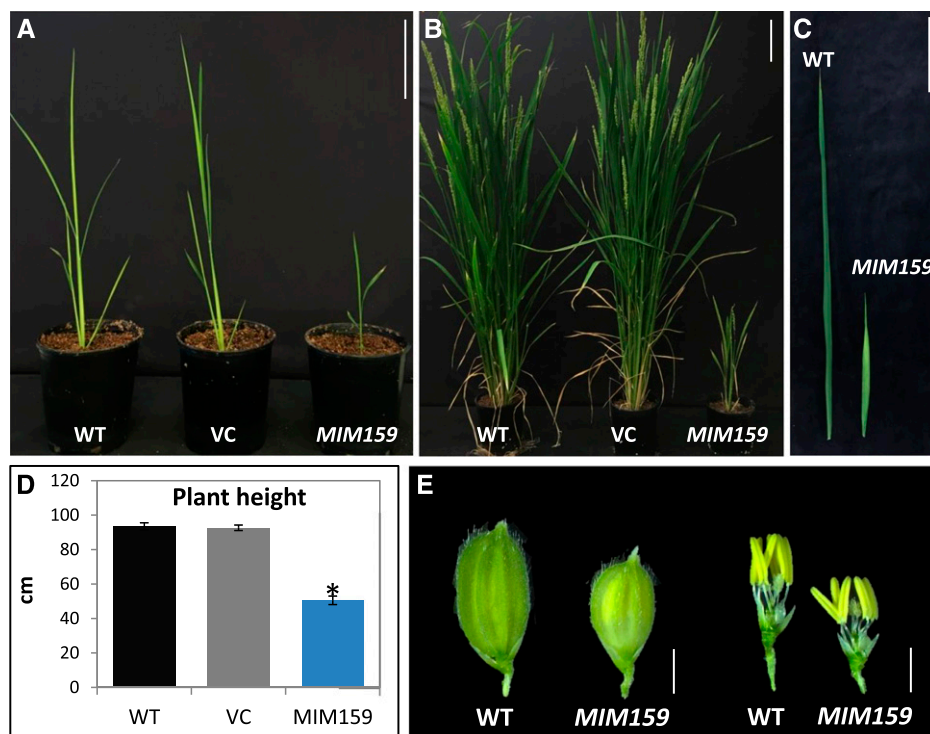 A
WT
VC
MIM159
B
WT
VC
MIM159
C
WT
MIM159
D
Plant height
120
100
80
60
40
20
0
cm
*
WT
VC
MIM159
E
WT
MIM159
WT
MIM159